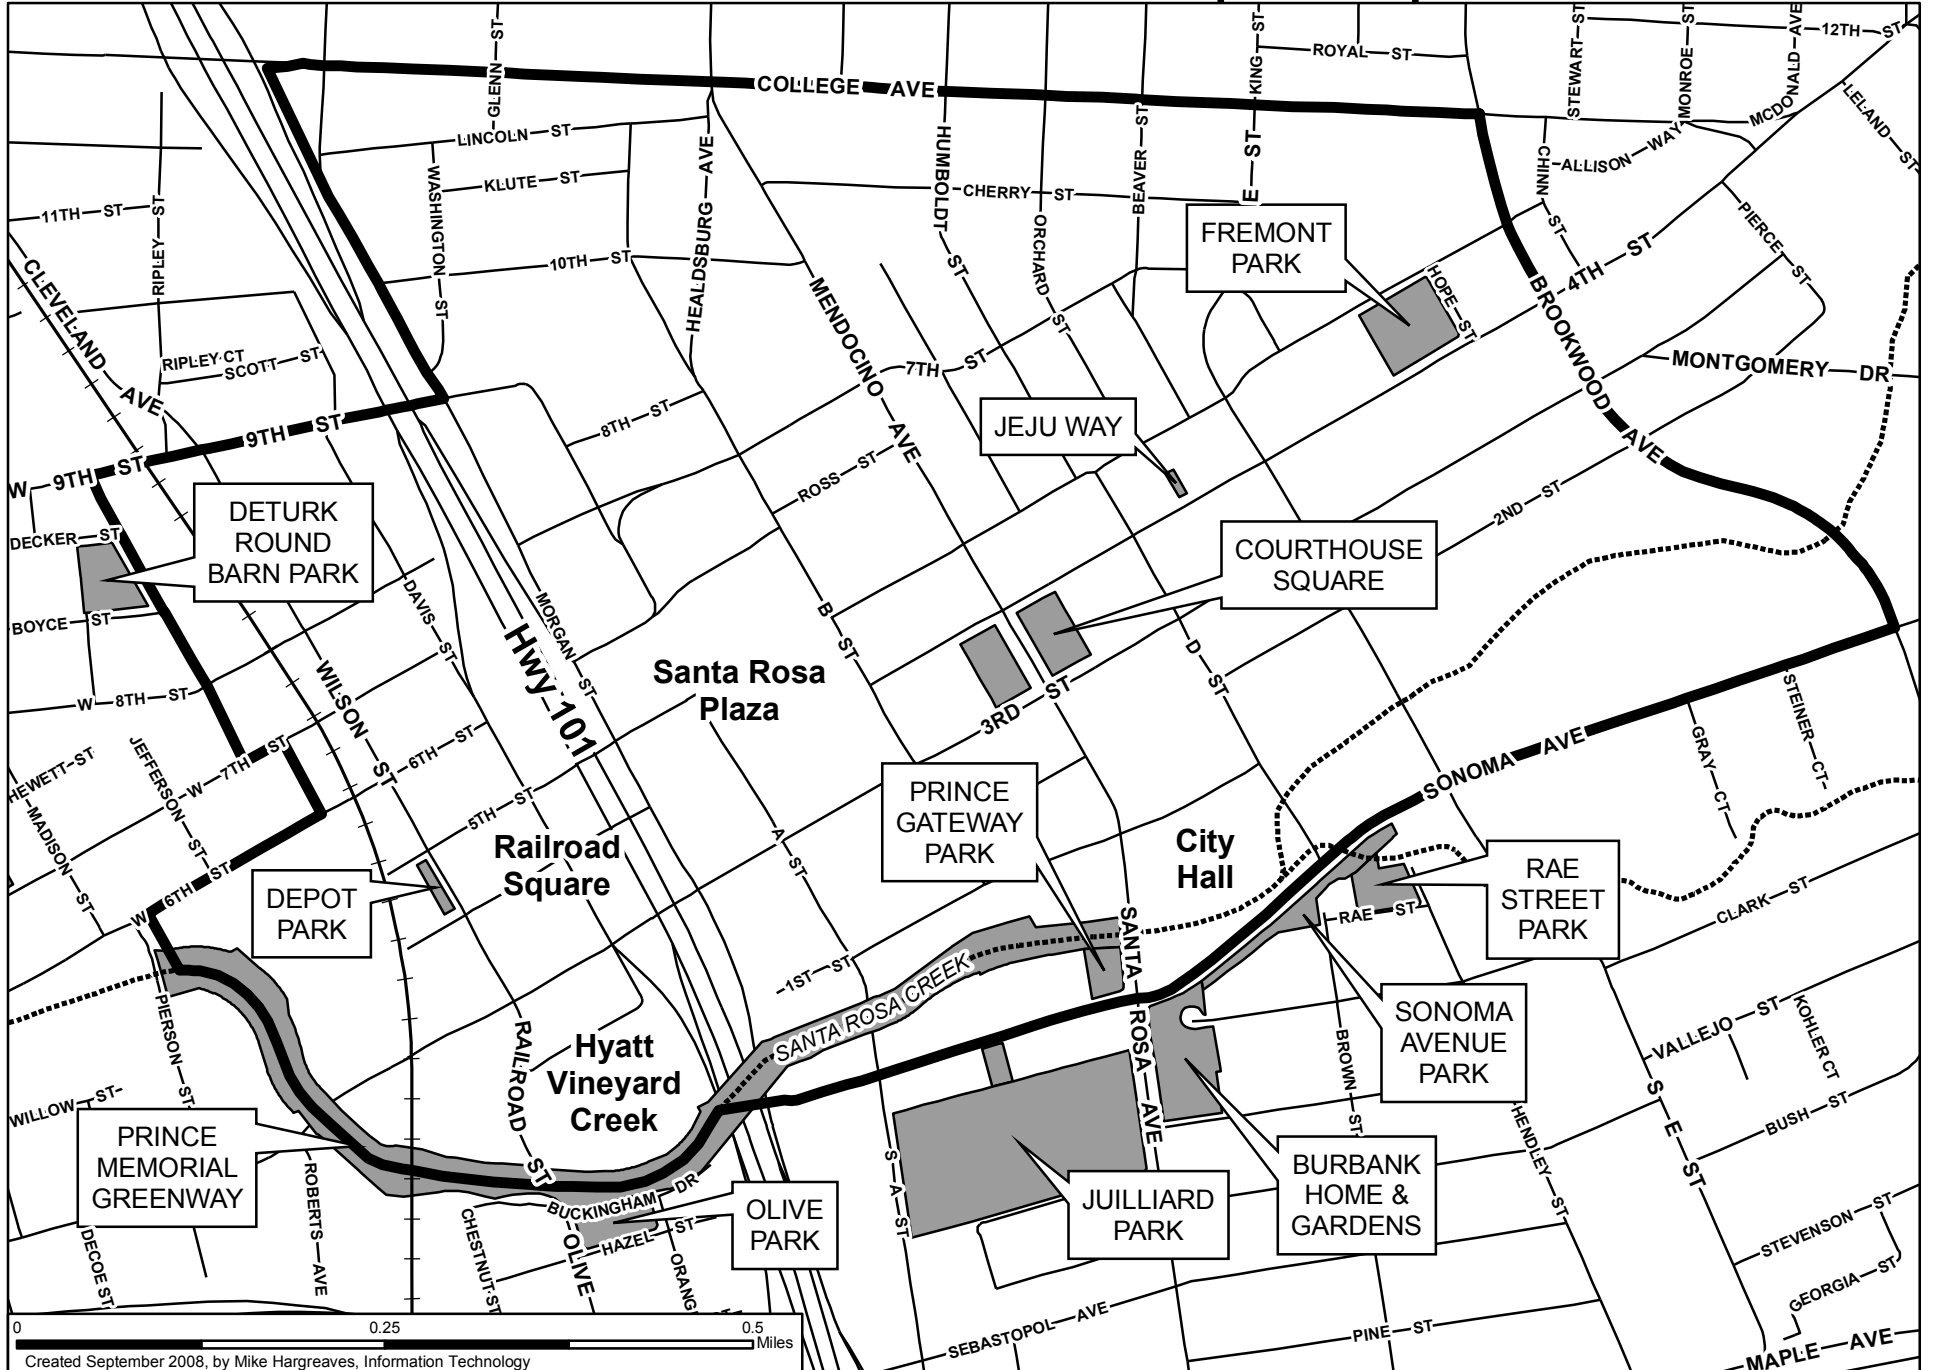 12TH ST
ROYAL ST
STEWART ST
MONROE ST
MCDONALD AVE
GLENN ST
KING ST
COLLEGE AVE
LINCOLN ST
HUMBOLDT ST
BEAVER ST
E ST
CHINN ST
ALLISON WAY
LELAND ST
KLUTE ST
CHERRY ST
WASHINGTON ST
HEALDSBURG AVE
ORCHARD ST
11TH ST
RIPLEY ST
10TH ST
FREMONT
PARK
PIERCE ST
4TH ST
HOPE ST
CLEVELAND AVE
MENDOCINO AVE
BROOKWOOD AVE
RIPLEY CT
SCOTT ST
7TH ST
MONTGOMERY DR
JEJU WAY
8TH ST
9TH ST
W 9TH ST
ROSS ST
2ND ST
DETURK
ROUND
BARN PARK
DECKER ST
COURTHOUSE
SQUARE
DAVIS ST
MORGAN ST
BOYCE ST
Hwy 101
B ST
D ST
W 8TH ST
WILSON ST
Santa Rosa
Plaza
3RD ST
STEINER CT
GRAY CT
HEWETT ST
JEFFERSON ST
W 7TH ST
6TH ST
SONOMA AVE
5TH ST
MADISON ST
PRINCE
GATEWAY
PARK
A ST
City
Hall
Railroad
Square
RAE
STREET
PARK
DEPOT
PARK
W 6TH ST
RAE ST
CLARK ST
1ST ST
SANTA ROSA CREEK
SANTA ROSA AVE
PIERSON ST
RAILROAD ST
Hyatt
Vineyard
Creek
SONOMA
AVENUE
PARK
BROWN ST
VALLEJO ST
KOHLER CT
WILLOW ST
PRINCE
MEMORIAL
GREENWAY
S A ST
HENDLEY ST
S E ST
BUSH ST
ROBERTS AVE
BUCKINGHAM DR
OLIVE
PARK
JUILLIARD
PARK
BURBANK
HOME &
GARDENS
DECOE ST
CHESTNUT ST
OLIVE
HAZEL ST
STEVENSON ST
GEORGIA ST
SEBASTOPOL AVE
PINE ST
MAPLE AVE
0 0.25 0.5
Miles
Created September 2008, by Mike Hargreaves, Information Technology